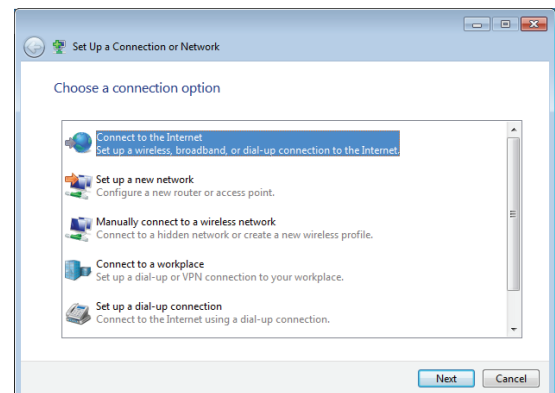 Set Up a Connection or Network
Choose a connection option
Connect to the Internet
Set up a wireless, broadband, or dial-up connection to the Internet.
Set up a new network
Configure a new router or access point.
Manually connect to a wireless network
Connect to a hidden network or create a new wireless profile.
Connect to a workplace
Set up a dial-up or VPN connection to your workplace.
Set up a dial-up connection
Connect to the Internet using a dial-up connection.
Next Cancel